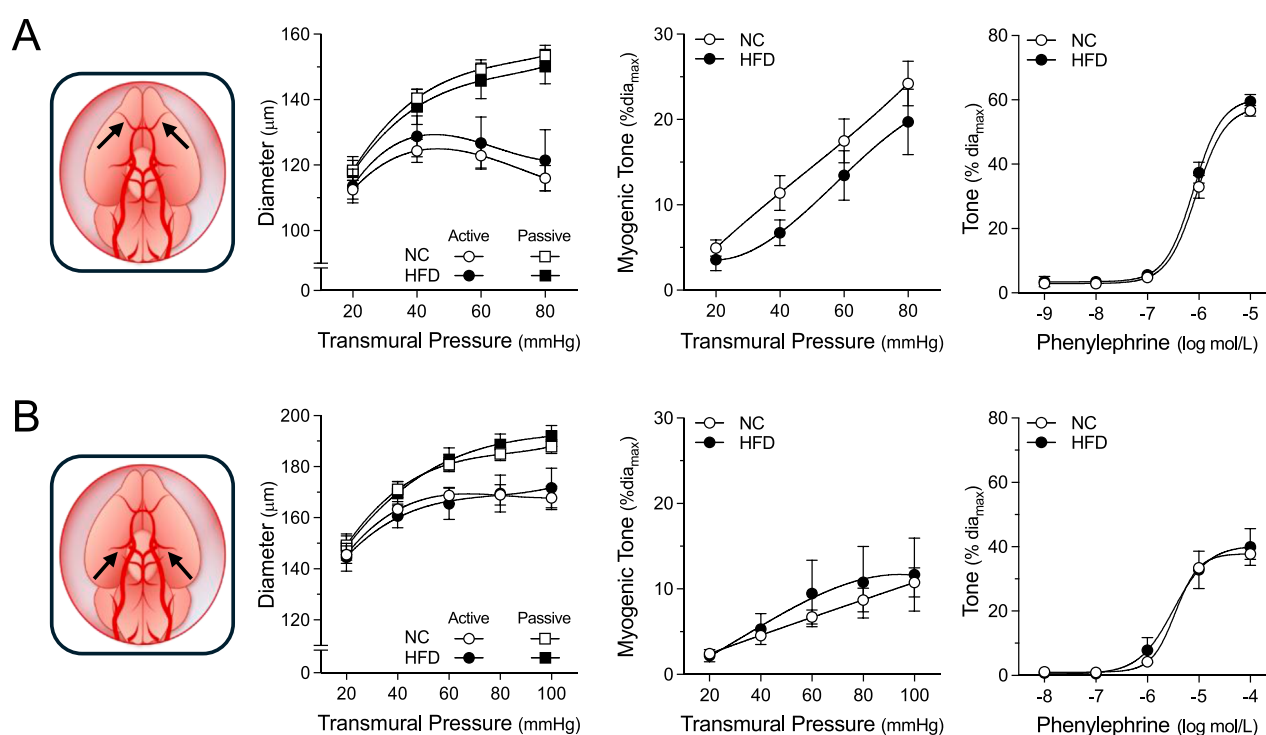 A
160
140
120
100
0
Diameter (μm)
Active Passive
NC
HFD
20 40 60 80
Transmural Pressure (mmHg)
30
20
10
0
Myogenic Tone (%dia_max)
NC
HFD
20 40 60 80
Transmural Pressure (mmHg)
80
60
40
20
0
Tone (% dia_max)
NC
HFD
-9 -8 -7 -6 -5
Phenylephrine (log mol/L)
B
200
180
160
140
120
0
Diameter (μm)
Active Passive
NC
HFD
20 40 60 80 100
Transmural Pressure (mmHg)
30
20
10
0
Myogenic Tone (%dia_max)
NC
HFD
20 40 60 80 100
Transmural Pressure (mmHg)
80
60
40
20
0
Tone (% dia_max)
NC
HFD
-8 -7 -6 -5 -4
Phenylephrine (log mol/L)